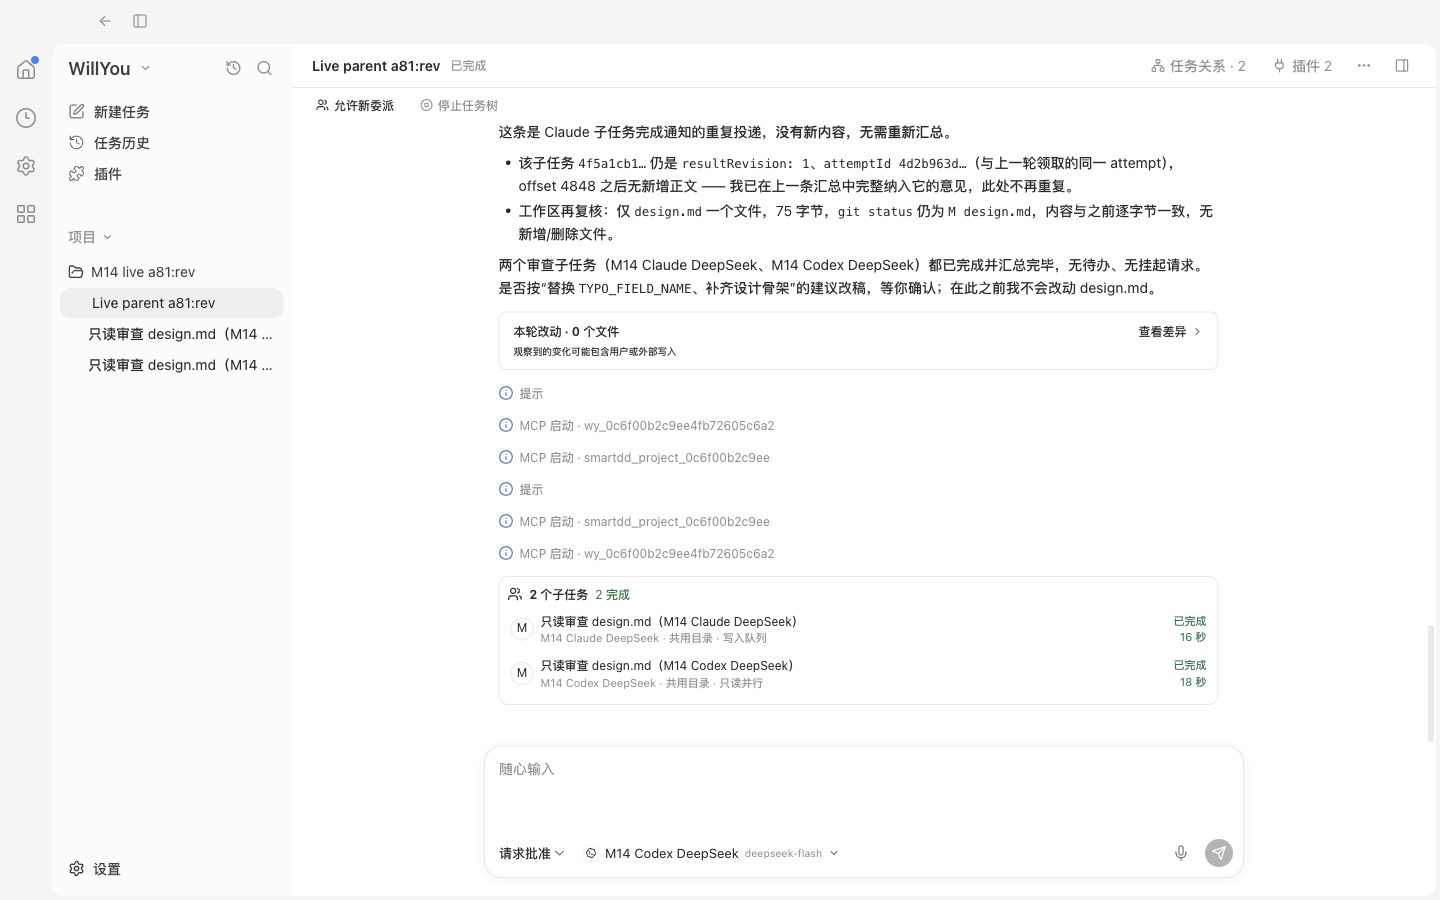 WillYou
新建任务
任务历史
插件
项目
M14 live a81:rev
Live parent a81:rev
只读审查 design.md（M14 ...
只读审查 design.md（M14 ...
设置
Live parent a81:rev 已完成
任务关系 · 2
插件 2
允许新委派
停止任务树
这条是 Claude 子任务完成通知的重复投递，没有新内容，无需重新汇总。
• 该子任务 4f5a1cb1… 仍是 resultRevision: 1、attemptId 4d2b963d…（与上一轮领取的同一 attempt），
offset 4848 之后无新增正文 —— 我已在上一条汇总中完整纳入它的意见，此处不再重复。
• 工作区再复核：仅 design.md 一个文件，75 字节，git status 仍为 M design.md，内容与之前逐字节一致，无
新增/删除文件。
两个审查子任务（M14 Claude DeepSeek、M14 Codex DeepSeek）都已完成并汇总完毕，无待办、无挂起请求。
是否按“替换 TYPO_FIELD_NAME、补齐设计骨架”的建议改稿，等你确认；在此之前我不会改动 design.md。
本轮改动 · 0 个文件
查看差异
观察到的变化可能包含用户或外部写入
提示
MCP 启动 · wy_0c6f00b2c9ee4fb72605c6a2
MCP 启动 · smartdd_project_0c6f00b2c9ee
提示
MCP 启动 · smartdd_project_0c6f00b2c9ee
MCP 启动 · wy_0c6f00b2c9ee4fb72605c6a2
2 个子任务 2 完成
M
只读审查 design.md（M14 Claude DeepSeek)
已完成
M14 Claude DeepSeek · 共用目录 · 写入队列
16 秒
M
只读审查 design.md（M14 Codex DeepSeek)
已完成
M14 Codex DeepSeek · 共用目录 · 只读并行
18 秒
随心输入
请求批准
M14 Codex DeepSeek deepseek-flash